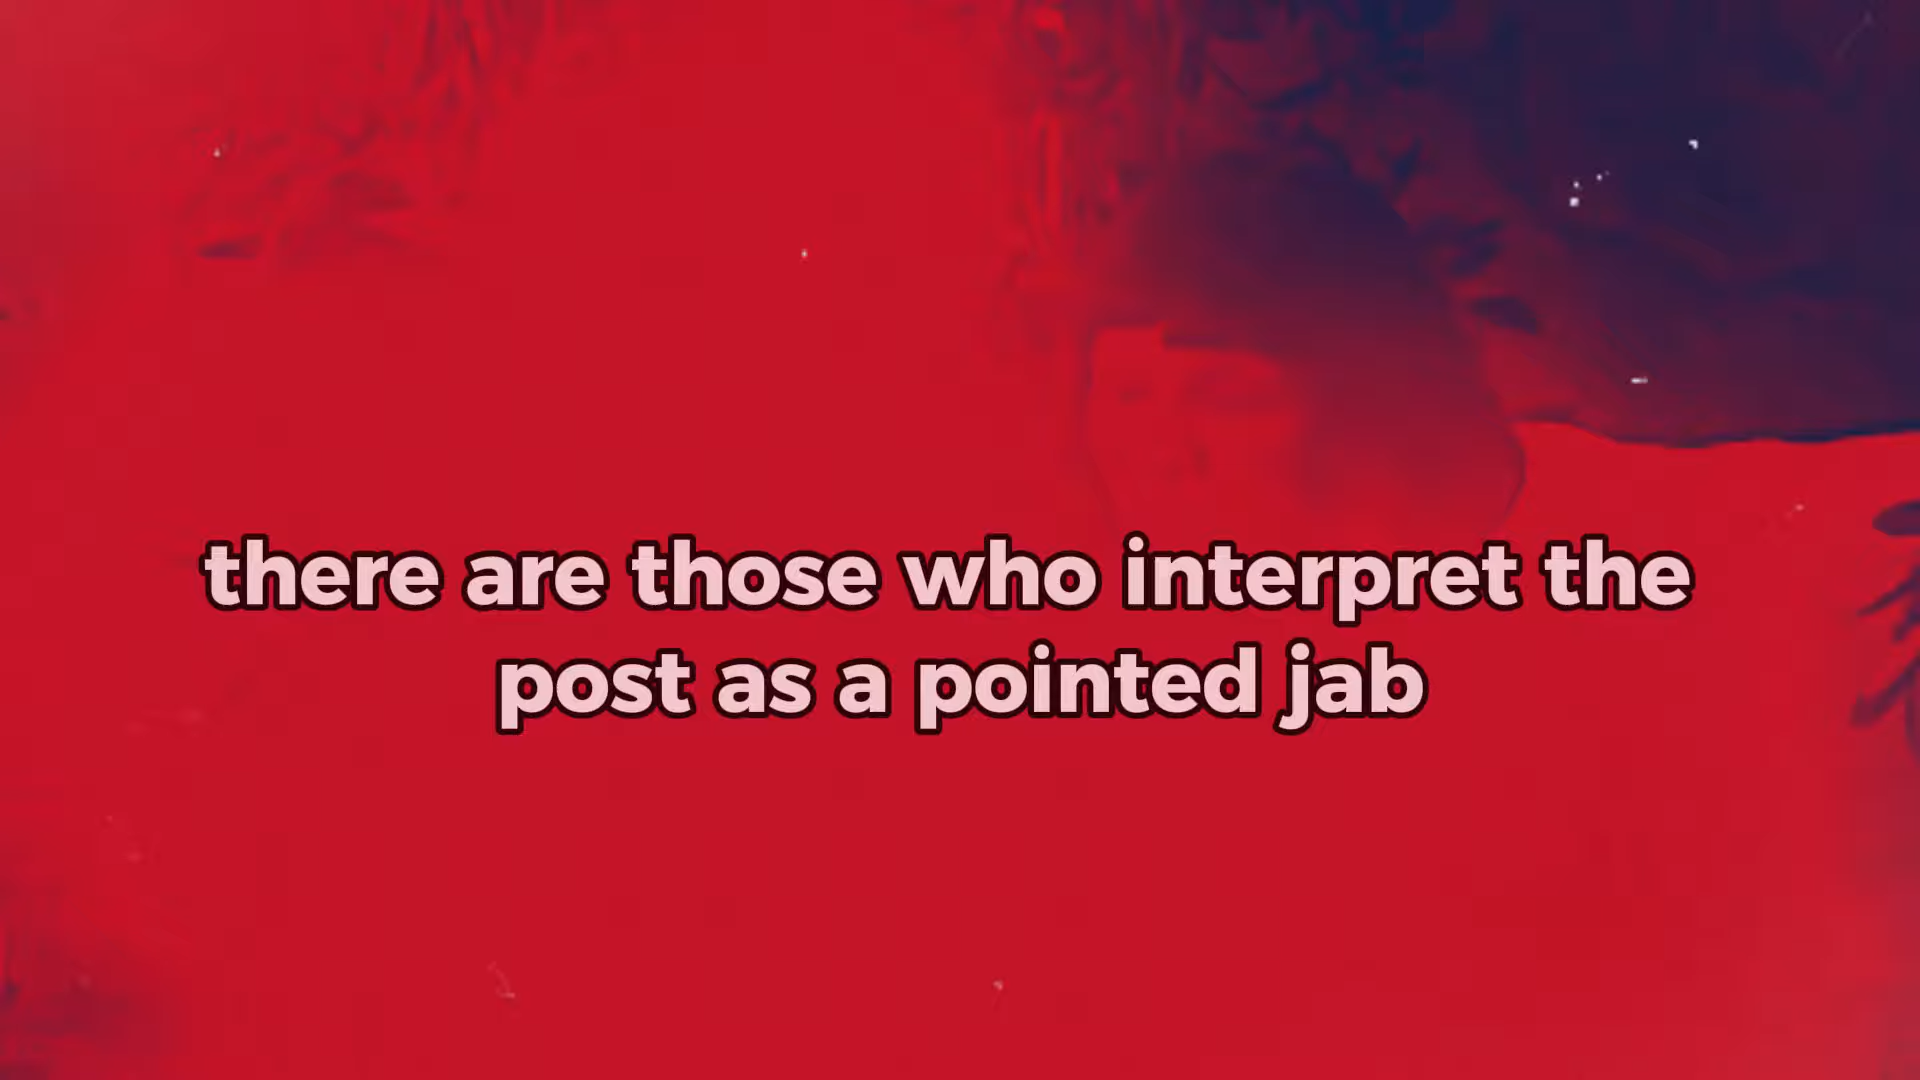 there are those who interpret the
post as a pointed jab